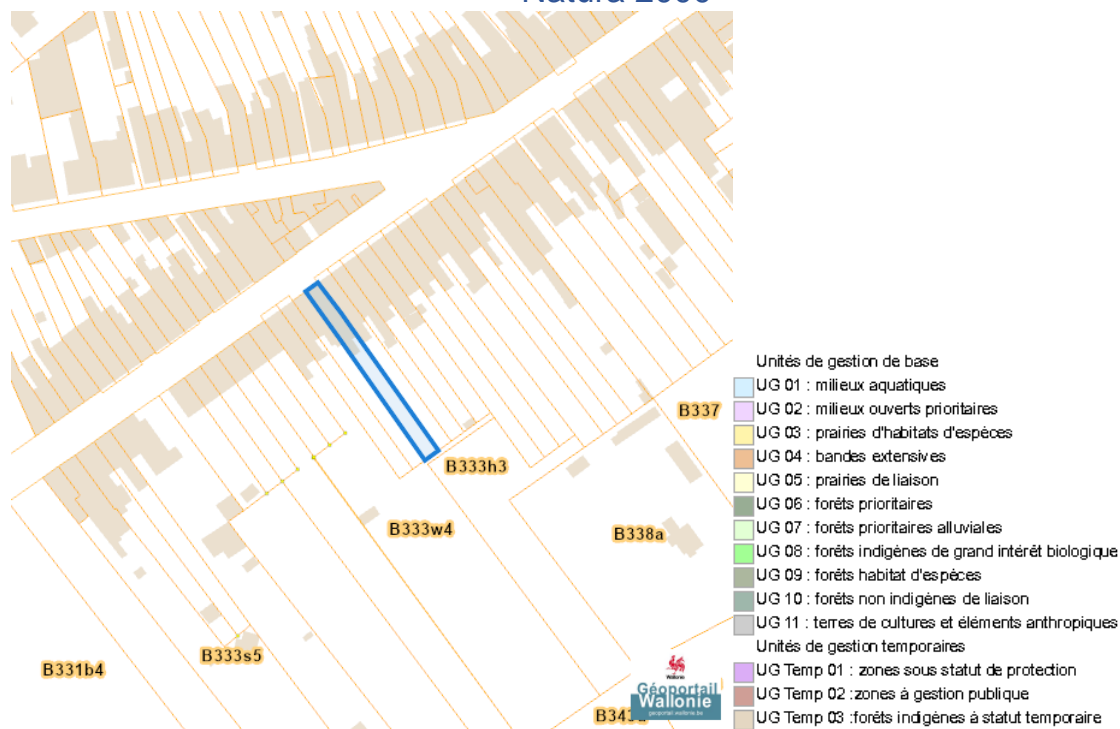 B337
B333h3
B333w4
B338a
B333s5
B331b4
Wallonie
Géoportail
Wallonie
geoportail.wallonie.be
Unités de gestion de base
UG 01 : milieux aquatiques
UG 02 : milieux ouverts prioritaires
UG 03 : prairies d'habitats d'espèces
UG 04 : bandes extensives
UG 05 : prairies de liaison
UG 06 : forêts prioritaires
UG 07 : forêts prioritaires alluviales
UG 08 : forêts indigènes de grand intérêt biologique
UG 09 : forêts habitat d'espèces
UG 10 : forêts non indigènes de liaison
UG 11 : terres de cultures et éléments anthropiques
Unités de gestion temporaires
UG Temp 01 : zones sous statut de protection
UG Temp 02 :zones à gestion publique
UG Temp 03 :forêts indigènes à statut temporaire